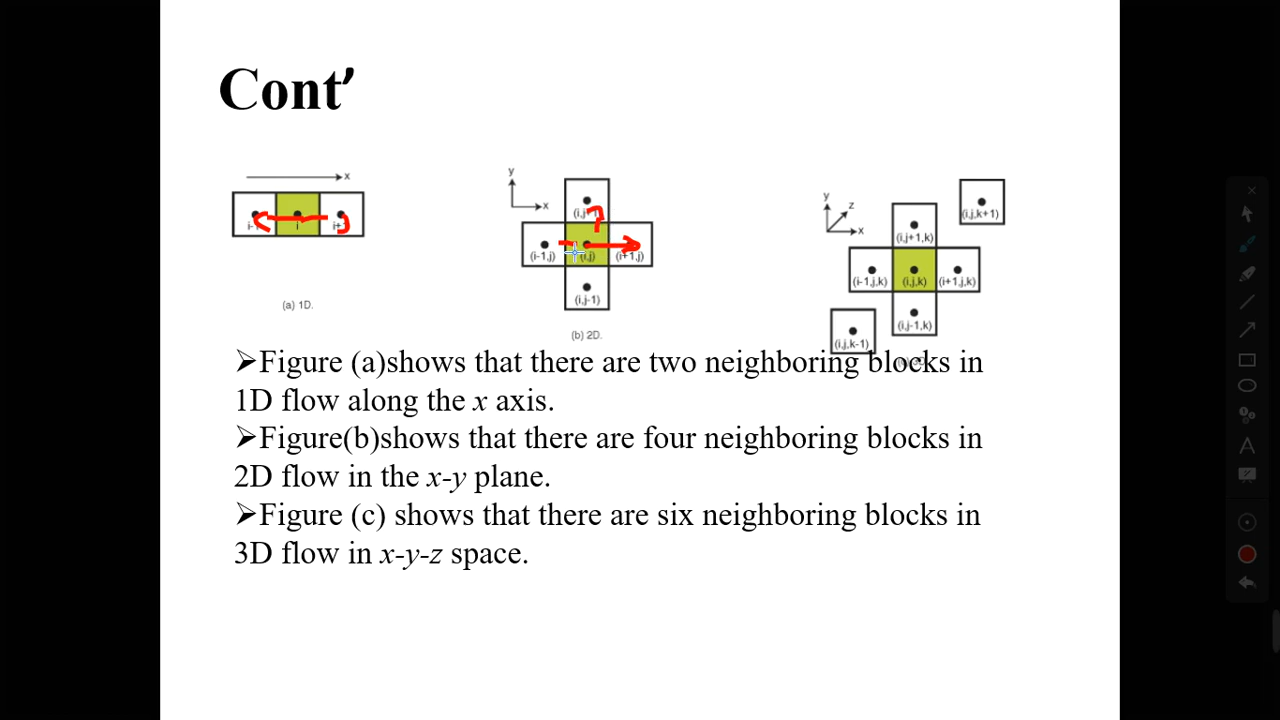 Cont’
x
i
(a) 1D.
y
x
(i-1,j)
(i,j)
(i+1,j)
(i,j-1)
(b) 2D.
y
z
x
(i,j,k+1)
(i,j+1,k)
(i-1,j,k)
(i,j,k)
(i+1,j,k)
(i,j-1,k)
(i,j,k-1)
➢Figure (a)shows that there are two neighboring blocks in
1D flow along the x axis.
➢Figure(b)shows that there are four neighboring blocks in
2D flow in the x-y plane.
➢Figure (c) shows that there are six neighboring blocks in
3D flow in x-y-z space.